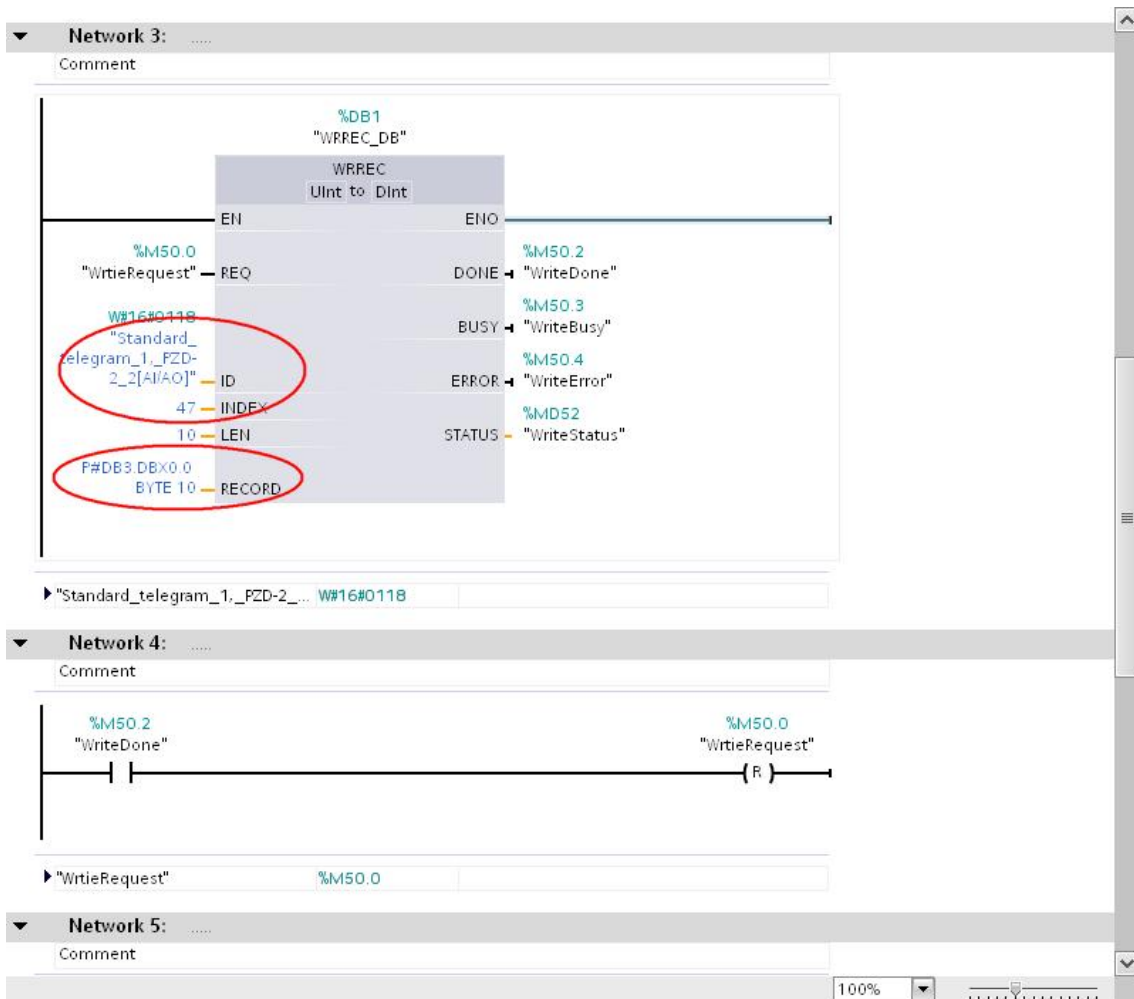 Network 3: .....
Comment
%DB1
"WRREC_DB"
WRREC
UInt to DInt
EN ENO
%M50.0
"WrtieRequest" REQ
%M50.2
DONE "WriteDone"
W#16#0118
"Standard_
telegram_1,_PZD-
2_2[AI/AO]" ID
%M50.3
BUSY "WriteBusy"
%M50.4
ERROR "WriteError"
47 INDEX
10 LEN
%MD52
STATUS "WriteStatus"
P#DB3.DBX0.0
BYTE 10 RECORD
"Standard_telegram_1,_PZD-2_... W#16#0118
Network 4: .....
Comment
%M50.2
"WriteDone"
%M50.0
"WrtieRequest"
R
"WrtieRequest" %M50.0
Network 5: .....
Comment
100%